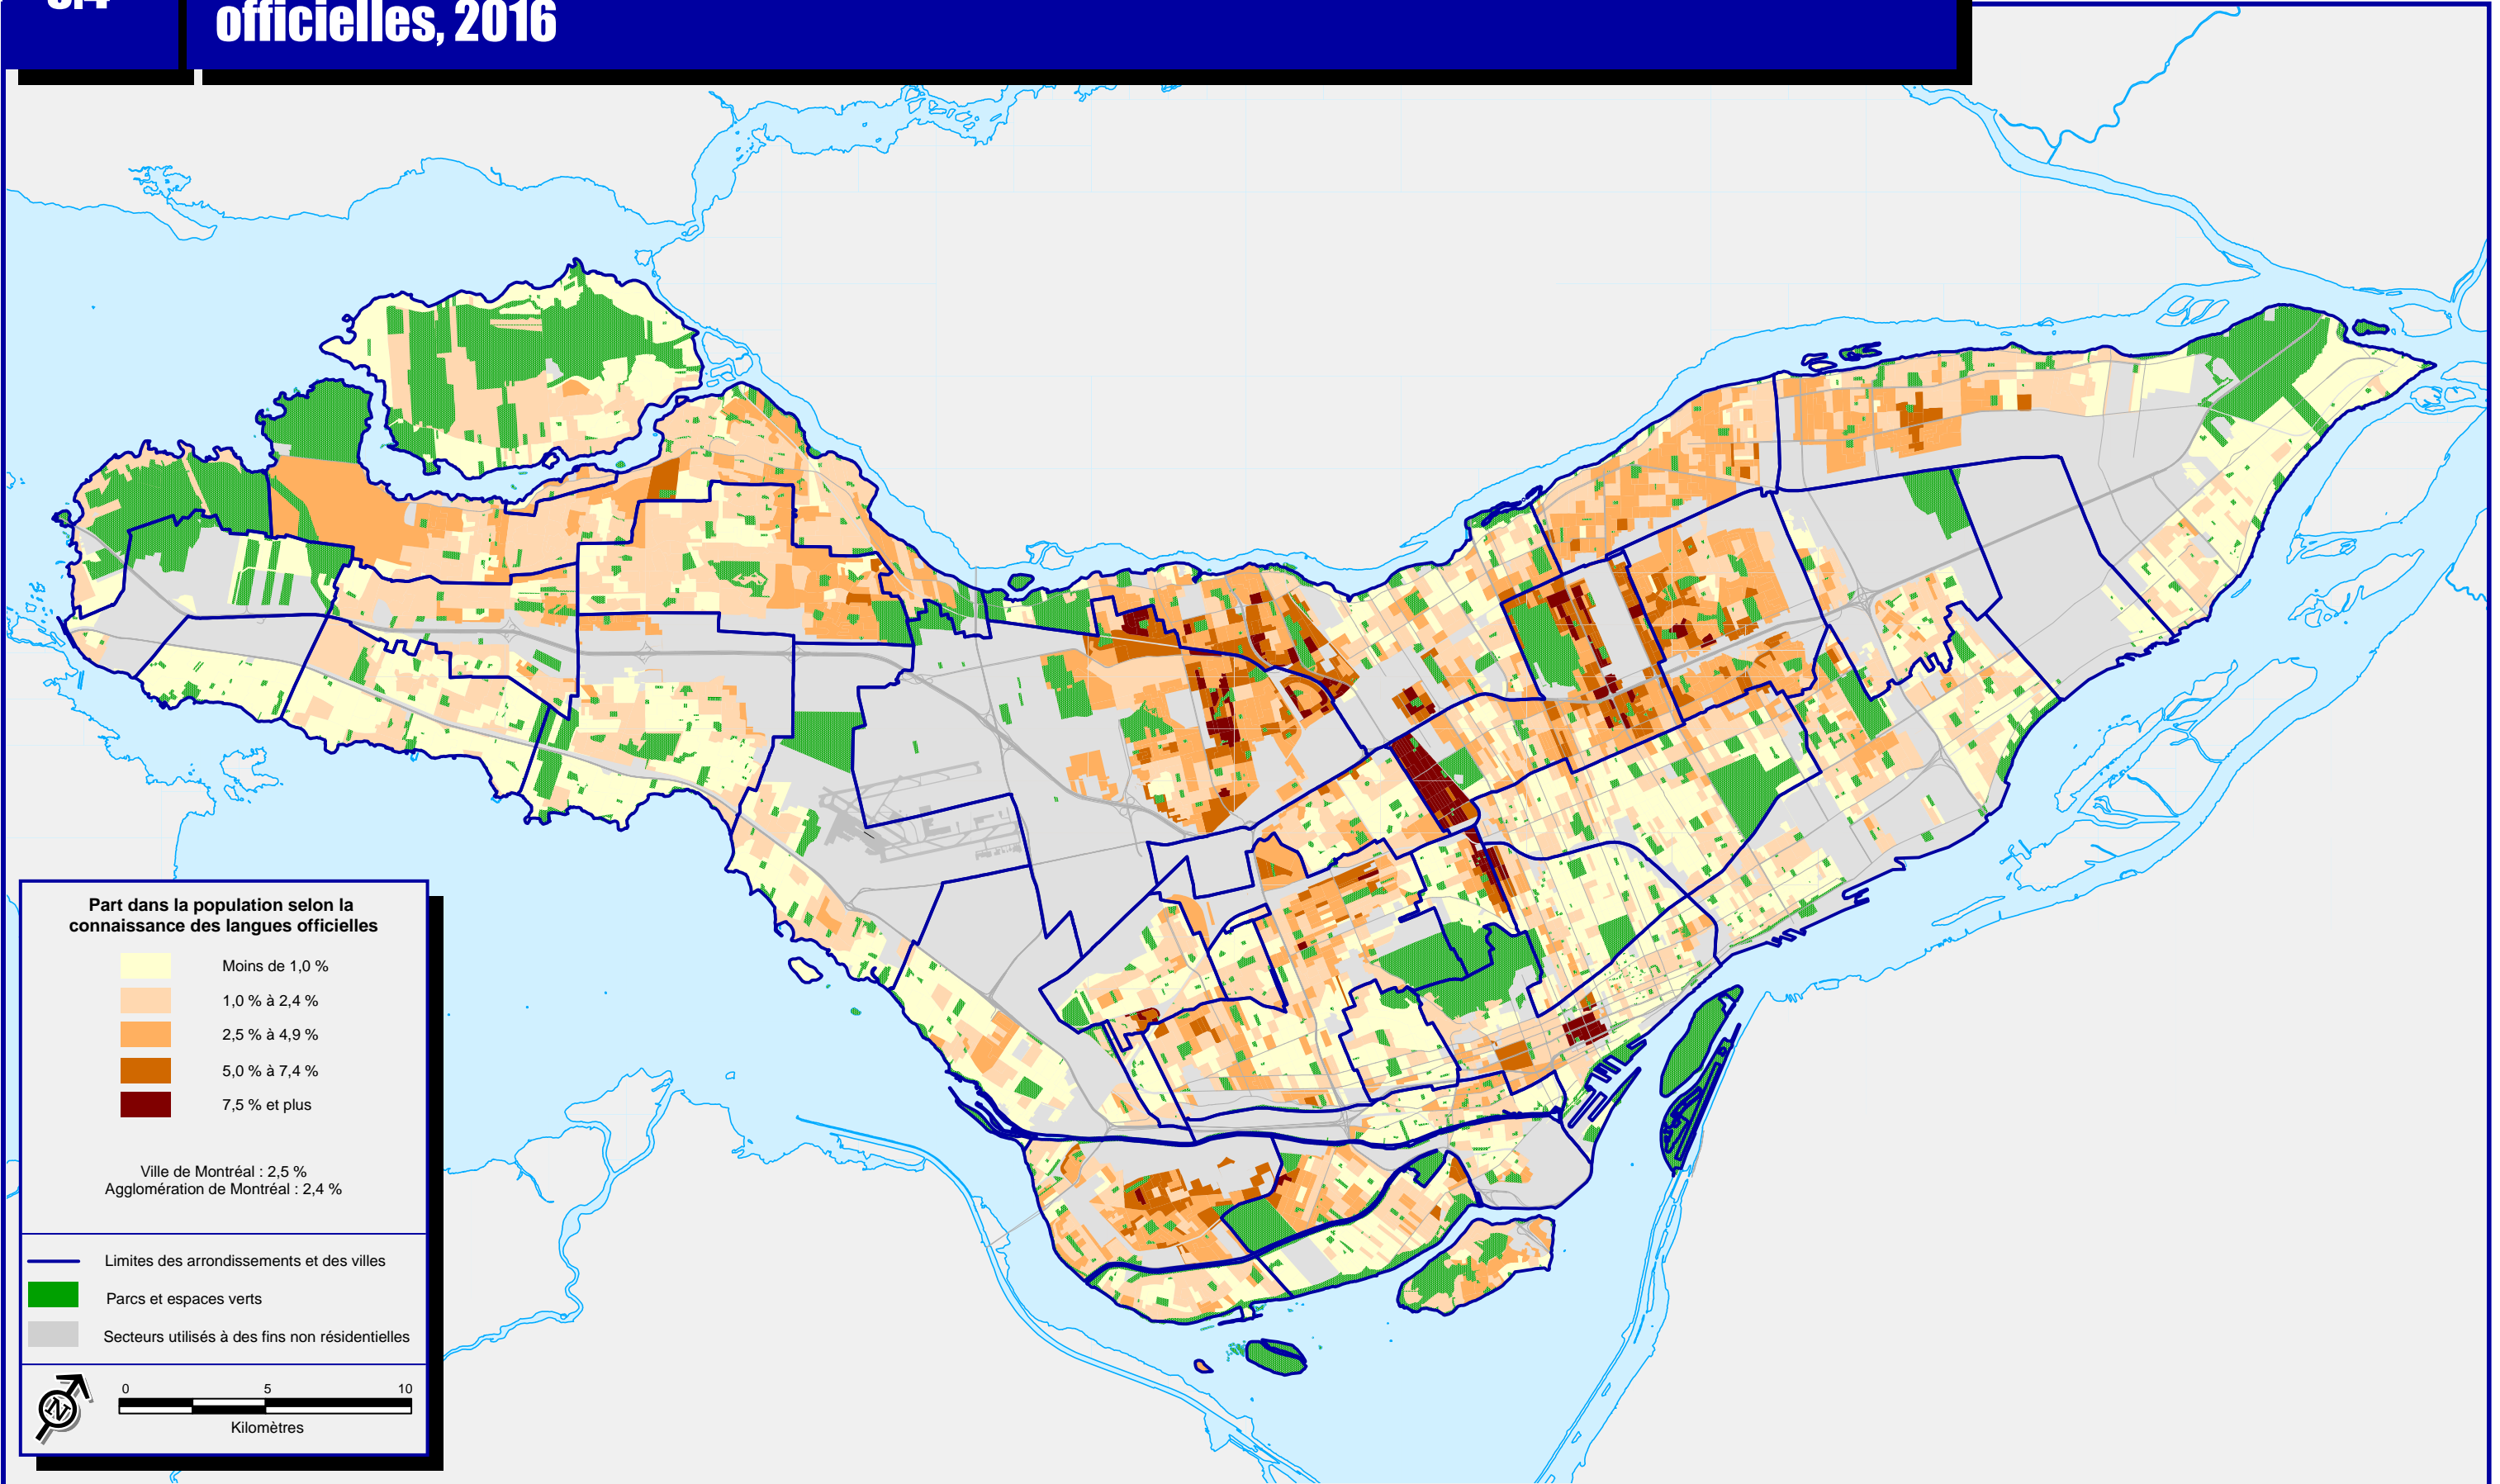 officielles, 2016
Part dans la population selon la
connaissance des langues officielles
Moins de 1,0 %
1,0 % à 2,4 %
2,5 % à 4,9 %
5,0 % à 7,4 %
7,5 % et plus
Ville de Montréal : 2,5 %
Agglomération de Montréal : 2,4 %
Limites des arrondissements et des villes
Parcs et espaces verts
Secteurs utilisés à des fins non résidentielles
N
0 5 10
Kilomètres